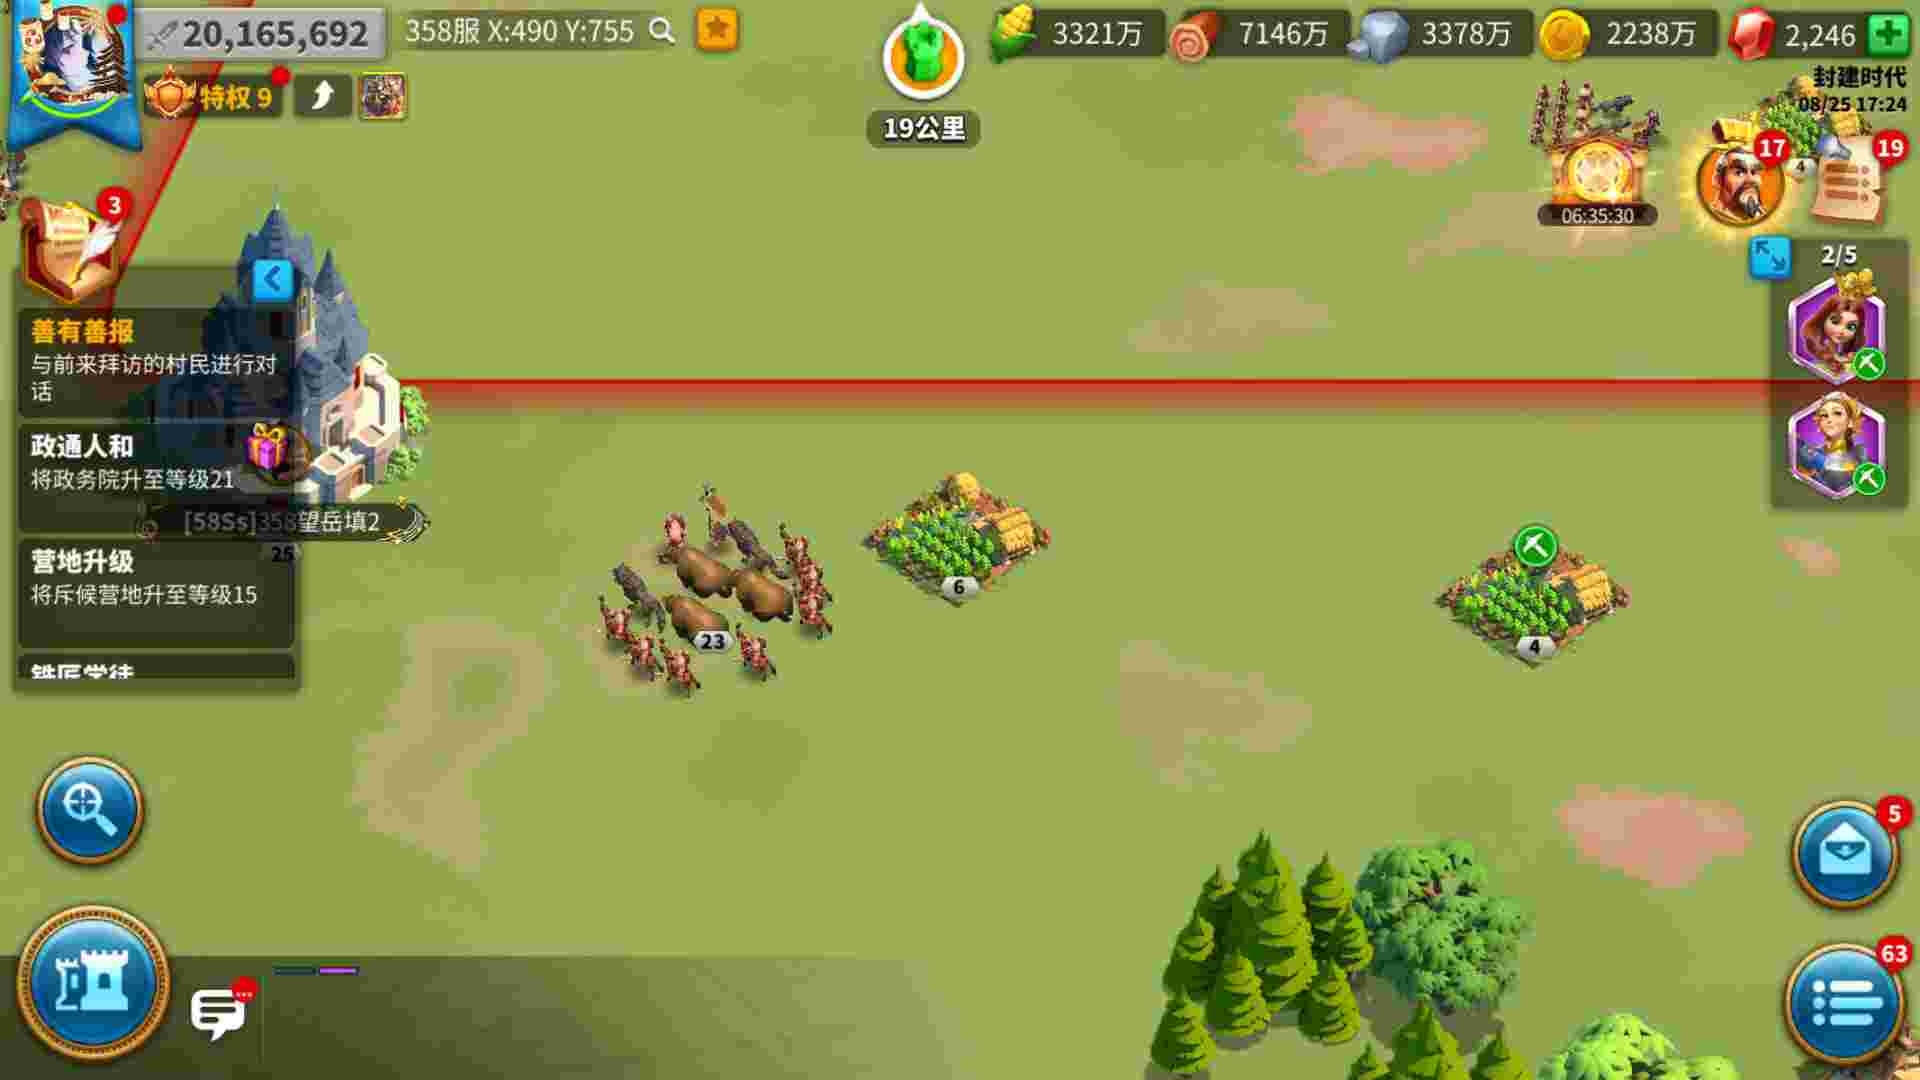 20,165,692
358服 X:490 Y:755
3321万
7146万
3378万
2238万
2,246
特权 9
19公里
封建时代
08/25 17:24
17
4
19
06:35:30
3
2/5
善有善报
与前来拜访的村民进行对
话
政通人和
将政务院升至等级21
[58Ss]358望岳填2
25
营地升级
将斥候营地升至等级15
铁匠学徒
6
23
4
5
63